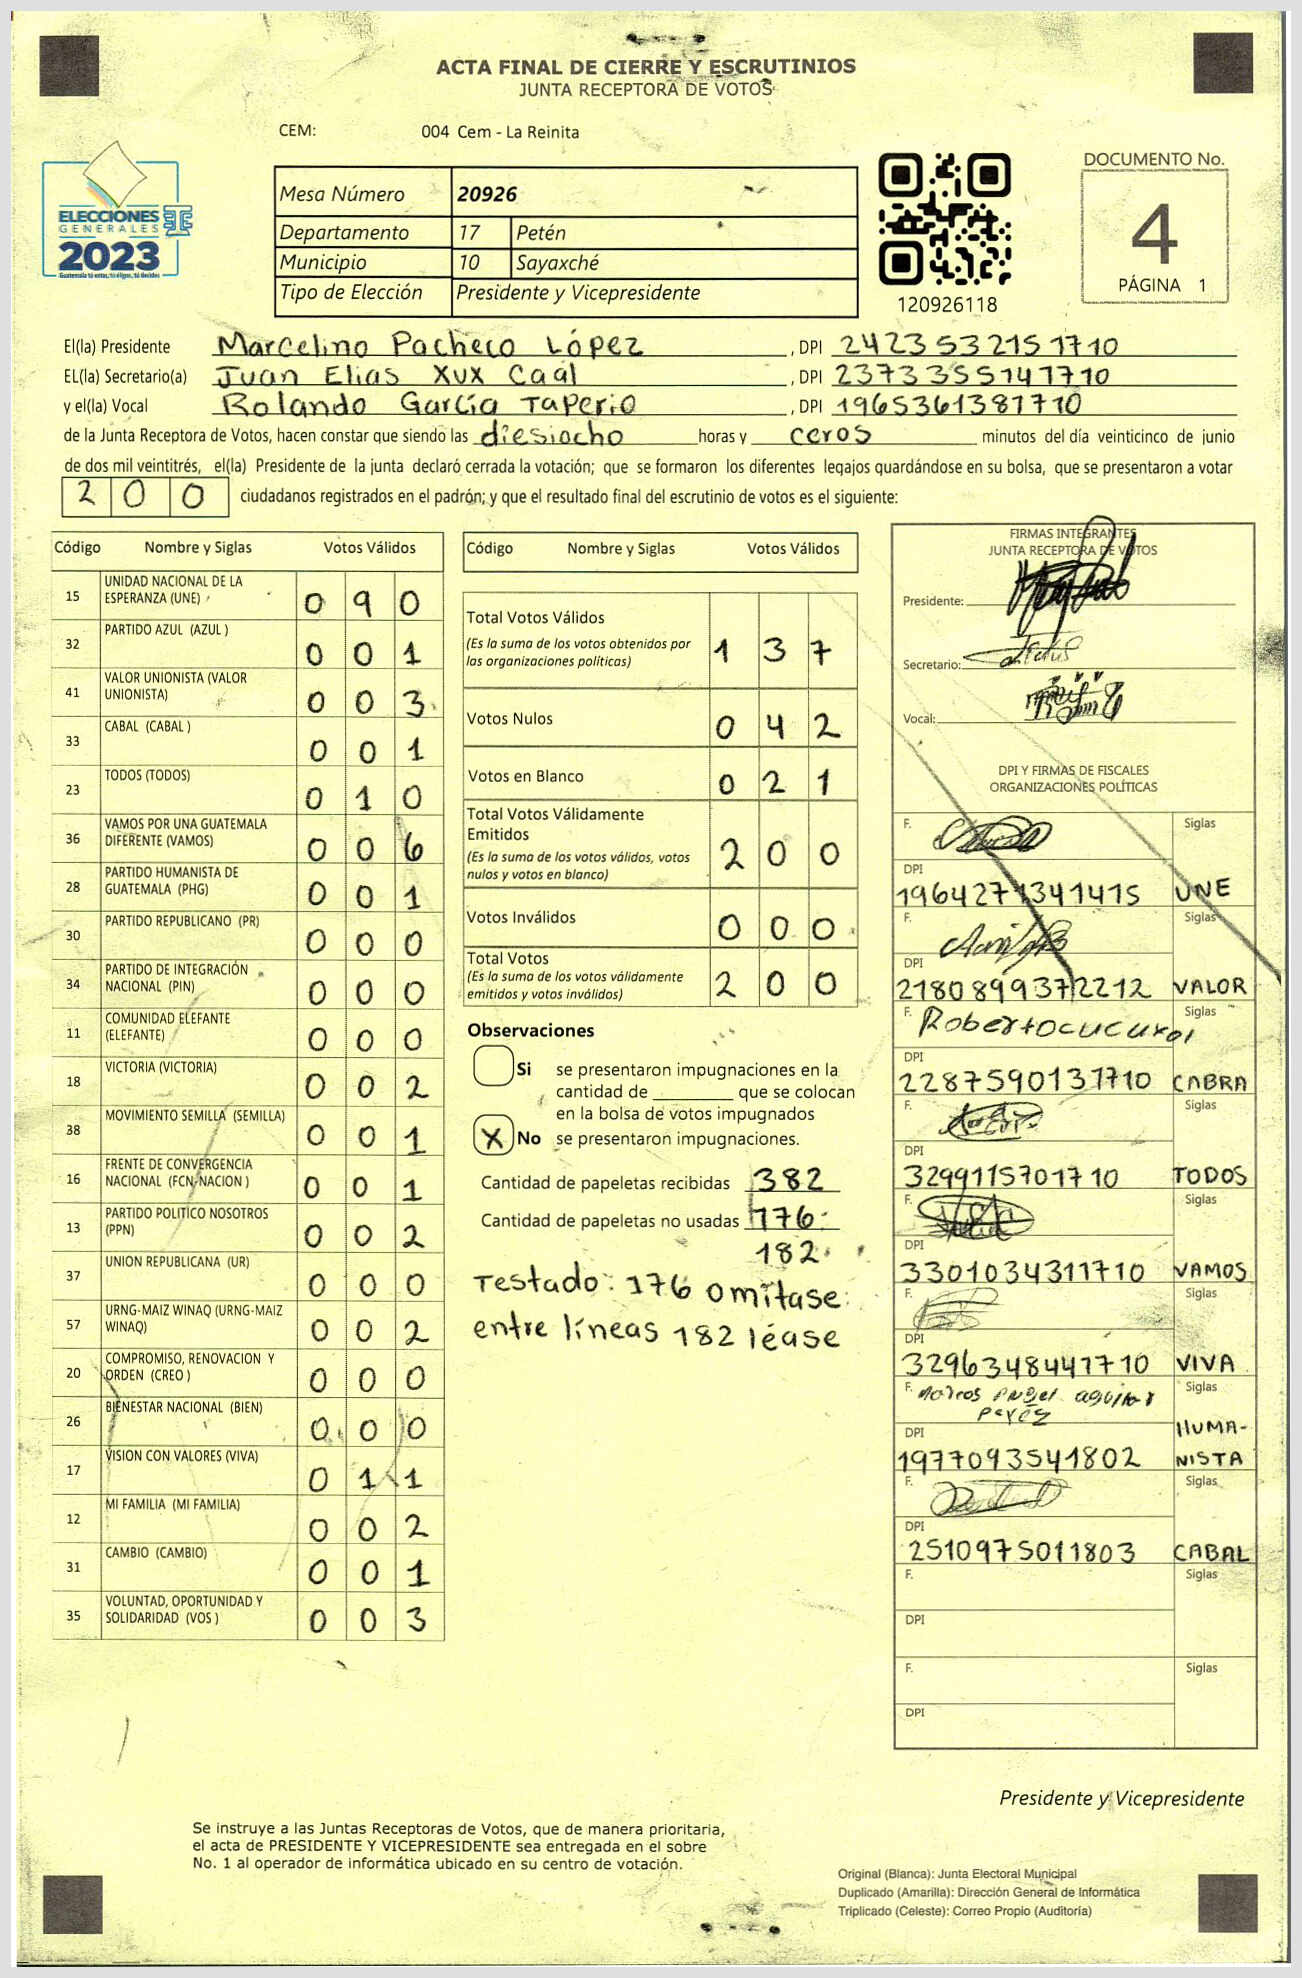 ACTA FINAL DE CIERRE Y ESCRUTINIOS
JUNTA RECEPTORA DE VOTOS
CEM: 004 Cem - La Reinita
ELECCIONES
GENERALES
2023
Guatemala tú eres, tú eliges, tú decides
Mesa Número 20926
Departamento 17 Petén
Municipio 10 Sayaxché
Tipo de Elección Presidente y Vicepresidente
120926118
DOCUMENTO No.
4
PÁGINA 1
El(la) Presidente Marcelino Pacheco López , DPI 2423532151710
EL(la) Secretario(a) Juan Elias Xux Caal , DPI 2373355141710
y el(la) Vocal Rolando García Taperio , DPI 1965361381710
de la Junta Receptora de Votos, hacen constar que siendo las diesiocho horas y ceros minutos del día veinticinco de junio
de dos mil veintitrés, el(la) Presidente de la junta declaró cerrada la votación; que se formaron los diferentes legajos quardándose en su bolsa, que se presentaron a votar
2 0 0 ciudadanos registrados en el padrón; y que el resultado final del escrutinio de votos es el siguiente:
Código Nombre y Siglas Votos Válidos
15 UNIDAD NACIONAL DE LA ESPERANZA (UNE) 0 9 0
32 PARTIDO AZUL (AZUL ) 0 0 1
41 VALOR UNIONISTA (VALOR UNIONISTA) 0 0 3
33 CABAL (CABAL ) 0 0 1
23 TODOS (TODOS) 0 1 0
36 VAMOS POR UNA GUATEMALA DIFERENTE (VAMOS) 0 0 6
28 PARTIDO HUMANISTA DE GUATEMALA (PHG) 0 0 1
30 PARTIDO REPUBLICANO (PR) 0 0 0
34 PARTIDO DE INTEGRACIÓN NACIONAL (PIN) 0 0 0
11 COMUNIDAD ELEFANTE (ELEFANTE) 0 0 0
18 VICTORIA (VICTORIA) 0 0 2
38 MOVIMIENTO SEMILLA (SEMILLA) 0 0 1
16 FRENTE DE CONVERGENCIA NACIONAL (FCN-NACION ) 0 0 1
13 PARTIDO POLITICO NOSOTROS (PPN) 0 0 2
37 UNION REPUBLICANA (UR) 0 0 0
57 URNG-MAIZ WINAQ (URNG-MAIZ WINAQ) 0 0 2
20 COMPROMISO, RENOVACION Y ORDEN (CREO ) 0 0 0
26 BIENESTAR NACIONAL (BIEN) 0 0 0
17 VISION CON VALORES (VIVA) 0 1 1
12 MI FAMILIA (MI FAMILIA) 0 0 2
31 CAMBIO (CAMBIO) 0 0 1
35 VOLUNTAD, OPORTUNIDAD Y SOLIDARIDAD (VOS ) 0 0 3
Código Nombre y Siglas Votos Válidos
Total Votos Válidos 1 3 7
(Es la suma de los votos obtenidos por
las organizaciones políticas)
Votos Nulos 0 4 2
Votos en Blanco 0 2 1
Total Votos Válidamente
Emitidos 2 0 0
(Es la suma de los votos válidos, votos
nulos y votos en blanco)
Votos Inválidos 0 0 0
Total Votos 2 0 0
(Es la suma de los votos válidamente
emitidos y votos inválidos)
Observaciones
Si se presentaron impugnaciones en la
cantidad de ________ que se colocan
en la bolsa de votos impugnados
X No se presentaron impugnaciones.
Cantidad de papeletas recibidas 382
Cantidad de papeletas no usadas 176
182
Testado: 176 omítase
entre líneas 182 léase
FIRMAS INTEGRANTES
JUNTA RECEPTORA DE VOTOS
Presidente:
Secretario:
Vocal:
DPI Y FIRMAS DE FISCALES
ORGANIZACIONES POLÍTICAS
F. Siglas
DPI
1964271341415 UNE
F. Siglas
DPI
2180899372212 VALOR
F. Robertocucuxol Siglas
DPI
2287590131710 CABRA
F. Siglas
DPI
3299115701710 TODOS
F. Siglas
DPI
3301034311710 VAMOS
F. Siglas
DPI
3296348441710 VIVA
F. Marcos Angel aguilar Siglas
perez
DPI HUMA-
1977093541802 NISTA
F. Siglas
DPI
2510975011803 CABAL
F. Siglas
DPI
F. Siglas
DPI
Presidente y Vicepresidente
Se instruye a las Juntas Receptoras de Votos, que de manera prioritaria,
el acta de PRESIDENTE Y VICEPRESIDENTE sea entregada en el sobre
No. 1 al operador de informática ubicado en su centro de votación.
Original (Blanca): Junta Electoral Municipal
Duplicado (Amarilla): Dirección General de Informática
Triplicado (Celeste): Correo Propio (Auditoría)